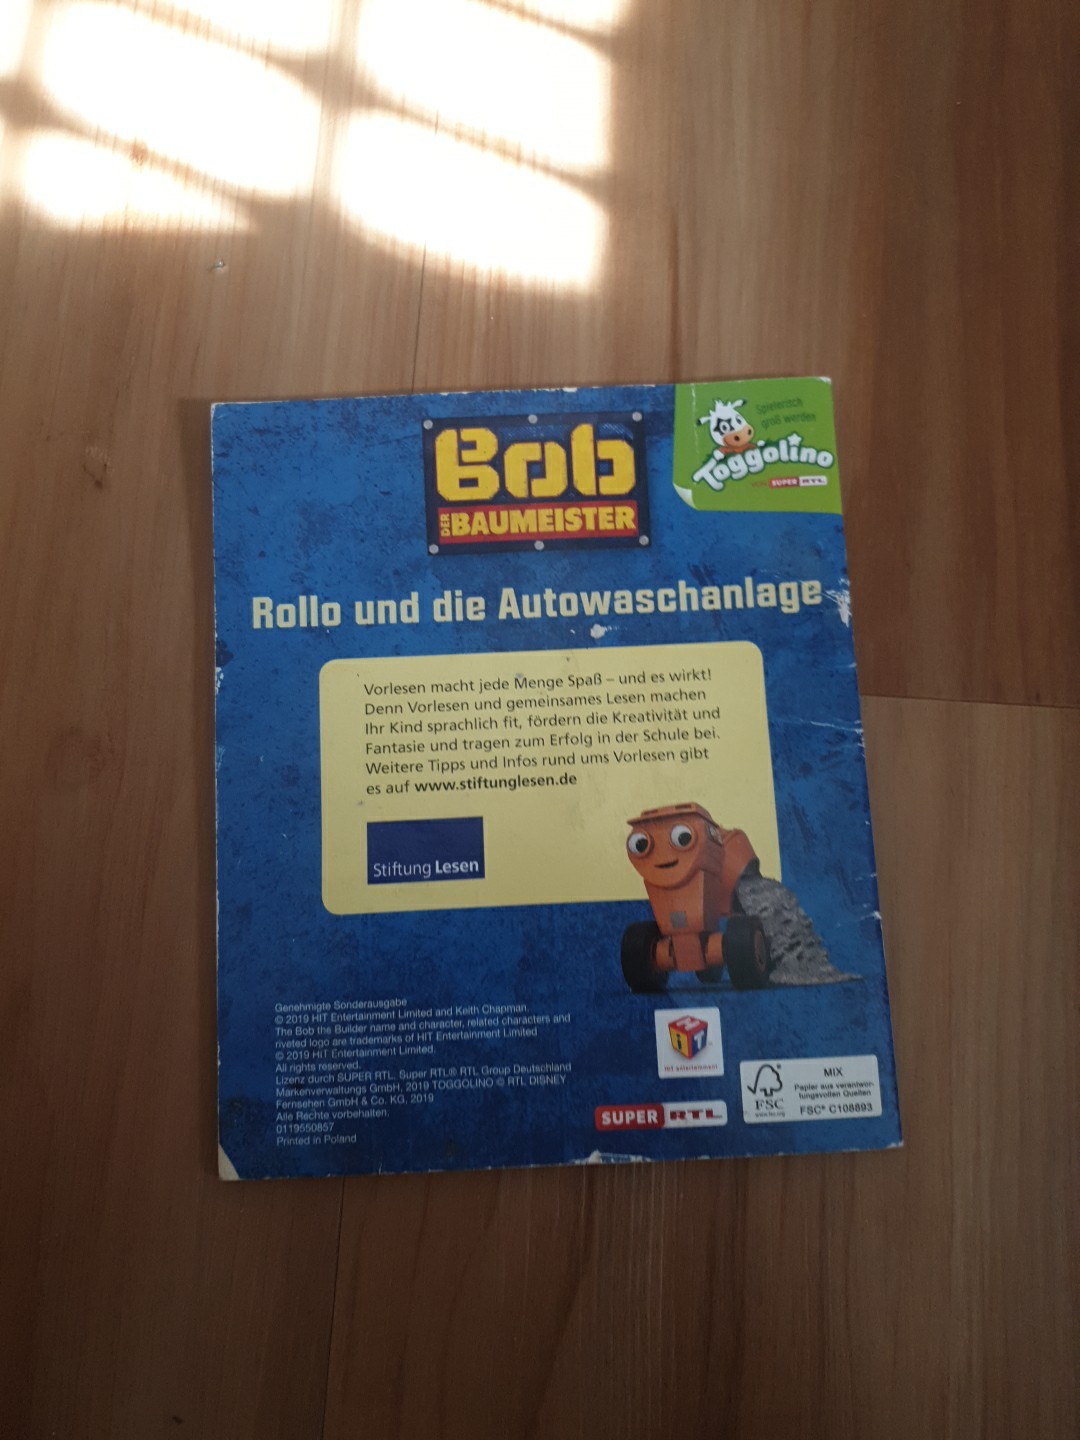 Spielerisch
groß werden
Toggolino
von SUPER RTL
Bob
DER BAUMEISTER
Rollo und die Autowaschanlage
Vorlesen macht jede Menge Spaß – und es wirkt!
Denn Vorlesen und gemeinsames Lesen machen
Ihr Kind sprachlich fit, fördern die Kreativität und
Fantasie und tragen zum Erfolg in der Schule bei.
Weitere Tipps und Infos rund ums Vorlesen gibt
es auf www.stiftunglesen.de
Stiftung Lesen
Genehmigte Sonderausgabe
© 2019 HIT Entertainment Limited and Keith Chapman.
The Bob the Builder name and character, related characters and
riveted logo are trademarks of HIT Entertainment Limited
© 2019 HIT Entertainment Limited.
All rights reserved.
Lizenz durch SUPER RTL. Super RTL® RTL Group Deutschland
Markenverwaltungs GmbH, 2019 TOGGOLINO © RTL DISNEY
Fernsehen GmbH & Co. KG, 2019
Alle Rechte vorbehalten.
0119550857
Printed in Poland
HiT
HIT entertainment
SUPER RTL
FSC
www.fsc.org
MIX
Papier aus verantwor-
tungsvollen Quellen
FSC® C108893